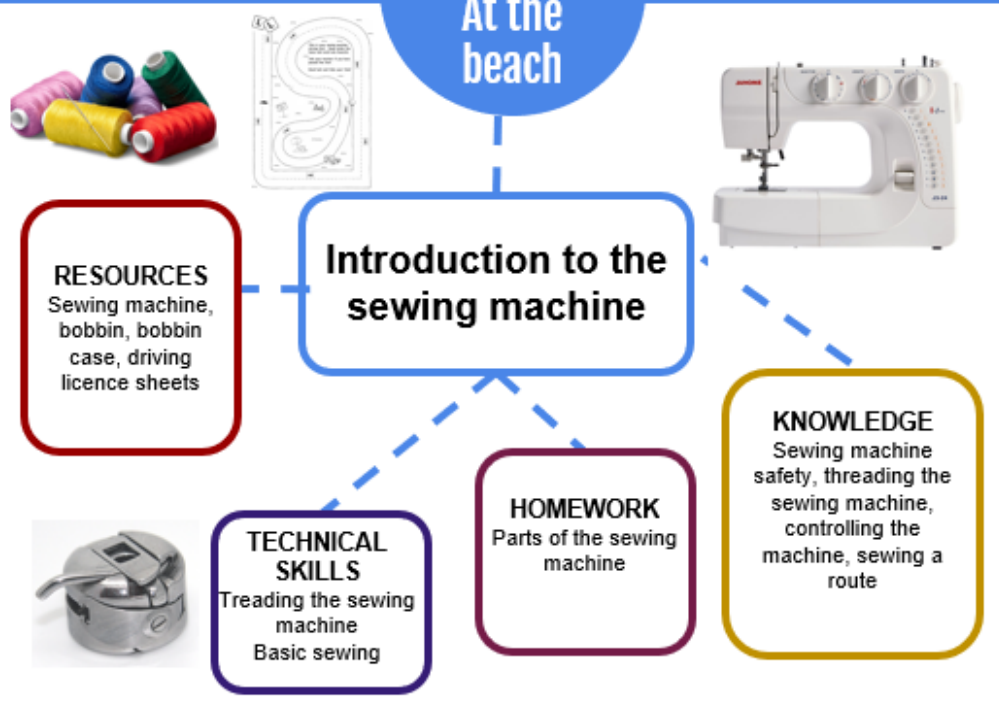 At the
beach
JANOME
Introduction to the
sewing machine
RESOURCES
Sewing machine,
bobbin, bobbin
case, driving
licence sheets
KNOWLEDGE
Sewing machine
safety, threading the
sewing machine,
controlling the
machine, sewing a
route
HOMEWORK
Parts of the sewing
machine
TECHNICAL
SKILLS
Treading the sewing
machine
Basic sewing